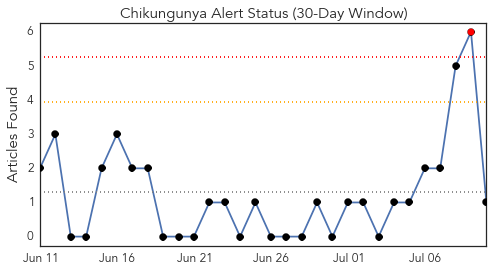 Chikungunya Alert Status (30-Day Window)
Articles Found
6
5
4
3
2
1
0
Jun 11 Jun 16 Jun 21 Jun 26 Jul 01 Jul 06